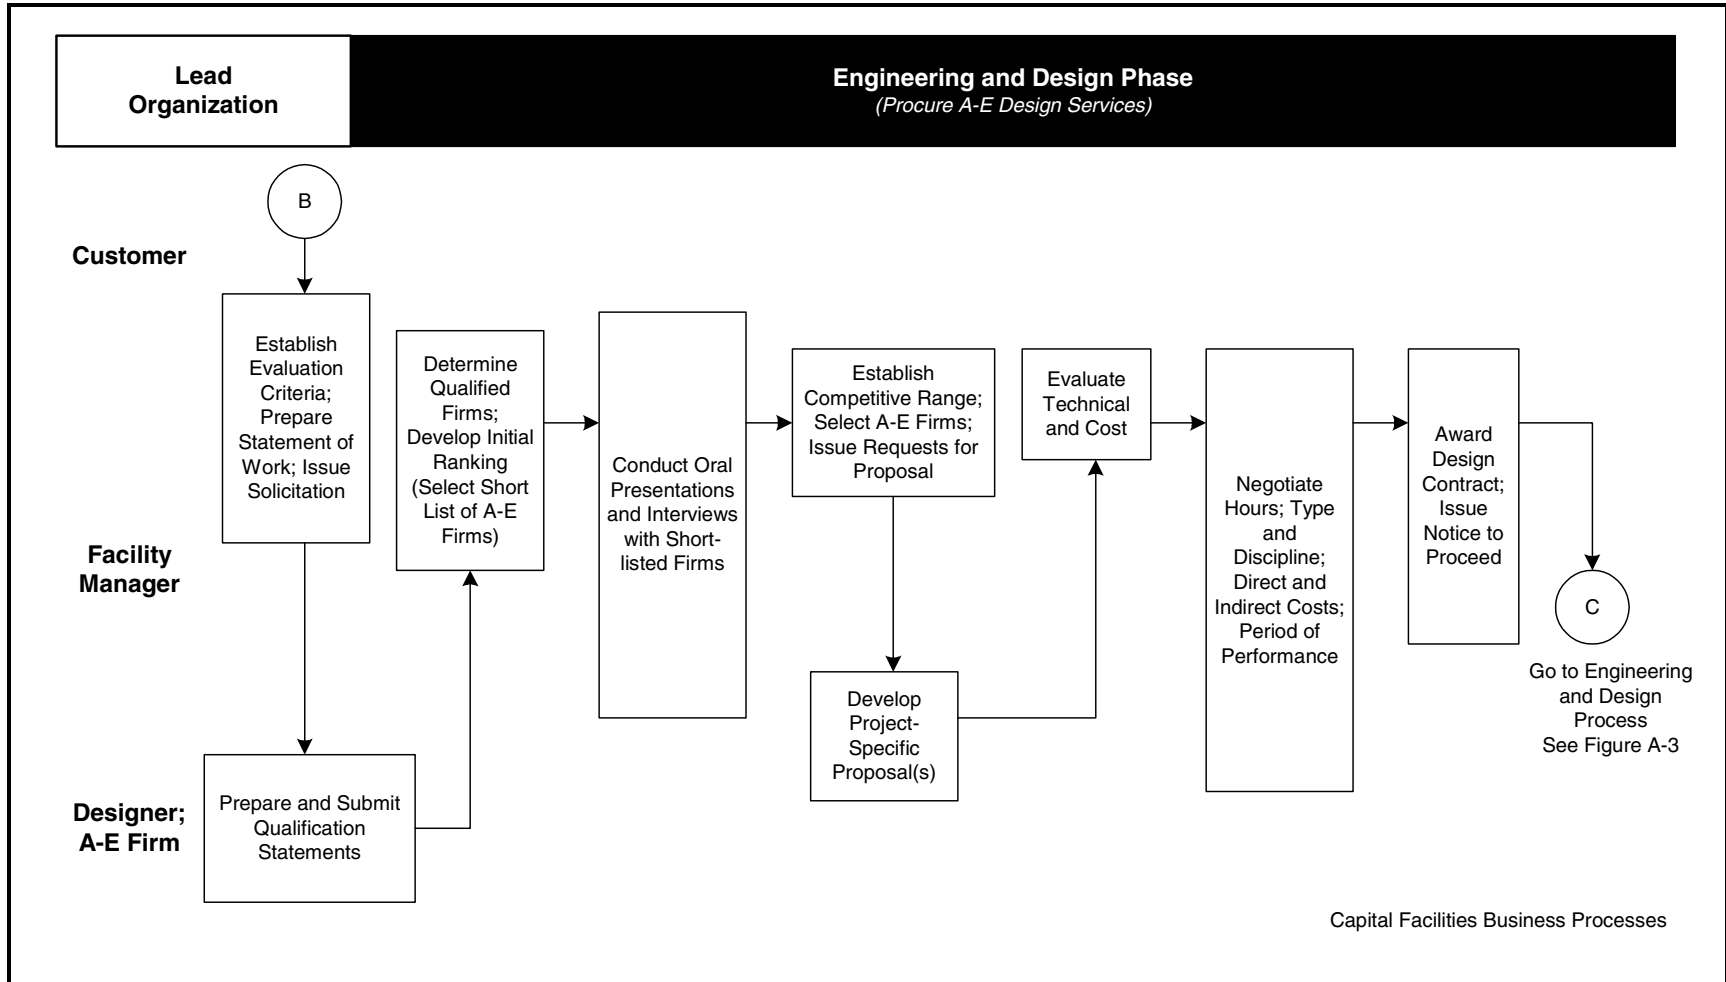 Lead
Organization
Engineering and Design Phase
(Procure A-E Design Services)
B
Customer
Establish
Evaluation
Criteria;
Prepare
Statement of
Work; Issue
Solicitation
Determine
Qualified
Firms;
Develop Initial
Ranking
(Select Short
List of A-E
Firms)
Conduct Oral
Presentations
and Interviews
with Short-
listed Firms
Establish
Competitive Range;
Select A-E Firms;
Issue Requests for
Proposal
Evaluate
Technical
and Cost
Negotiate
Hours; Type
and
Discipline;
Direct and
Indirect Costs;
Period of
Performance
Award
Design
Contract;
Issue
Notice to
Proceed
Facility
Manager
C
Go to Engineering
and Design
Process
See Figure A-3
Develop
Project-
Specific
Proposal(s)
Designer;
A-E Firm
Prepare and Submit
Qualification
Statements
Capital Facilities Business Processes